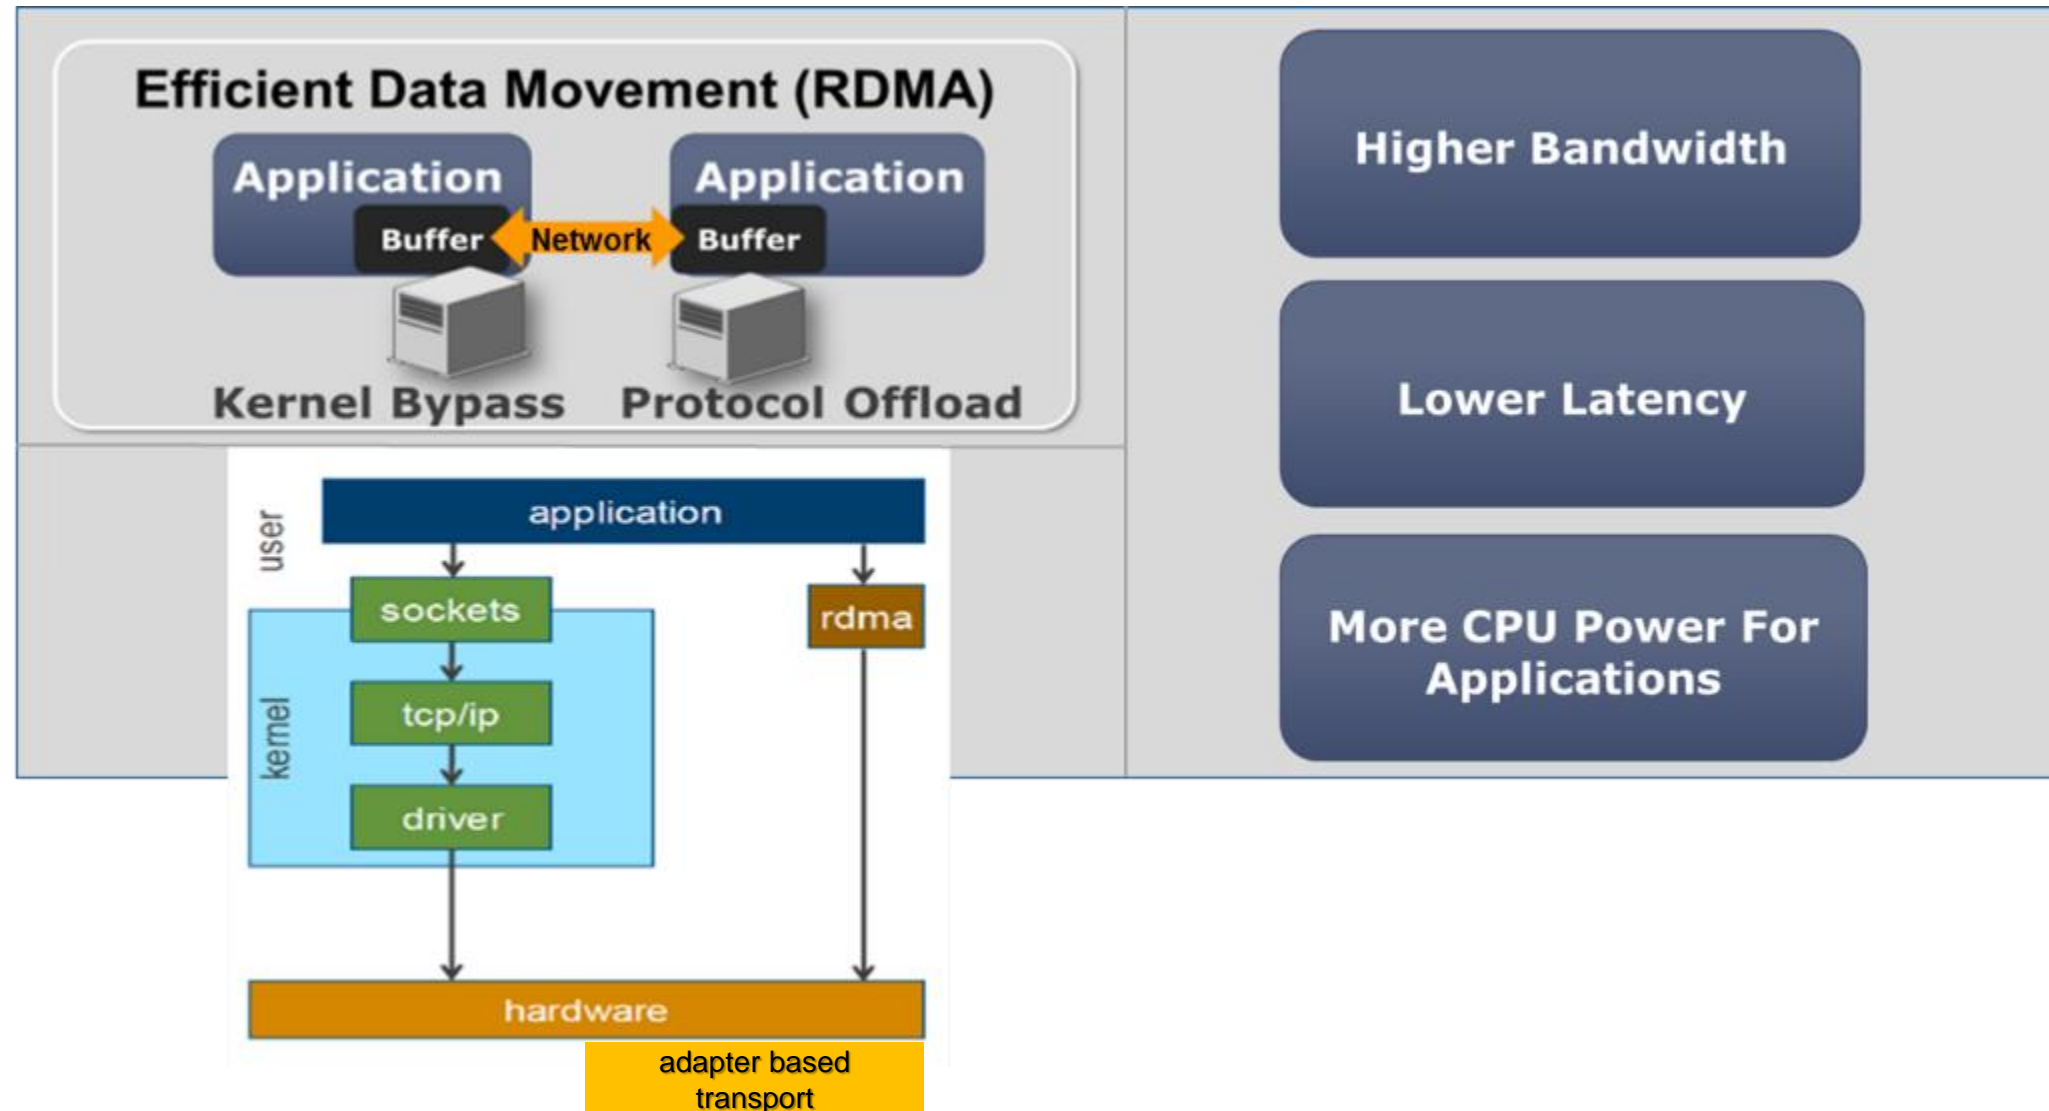 Efficient Data Movement (RDMA)
Application
Application
Buffer
Network
Buffer
Kernel Bypass
Protocol Offload
Higher Bandwidth
Lower Latency
More CPU Power For
Applications
user
application
sockets
rdma
kernel
tcp/ip
driver
hardware
adapter based
transport